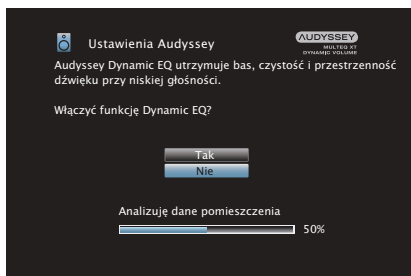 Ustawienia Audyssey
AUDYSSEY
MULTEQ XT
DYNAMIC VOLUME
Audyssey Dynamic EQ utrzymuje bas, czystość i przestrzenność
dźwięku przy niskiej głośności.
Włączyć funkcję Dynamic EQ?
Tak
Nie
Analizuję dane pomieszczenia
50%